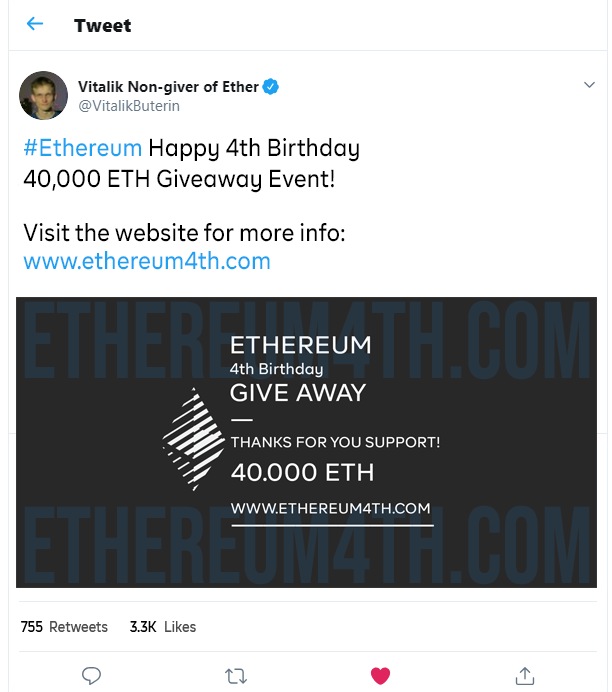 Tweet
Vitalik Non-giver of Ether
@VitalikButerin
#Ethereum Happy 4th Birthday
40,000 ETH Giveaway Event!
Visit the website for more info:
www.ethereum4th.com
ETHEREUM4TH.COM
ETHEREUM
4th Birthday
GIVE AWAY
THANKS FOR YOU SUPPORT!
40.000 ETH
WWW.ETHEREUM4TH.COM
ETHEREUM4TH.COM
755 Retweets 3.3K Likes